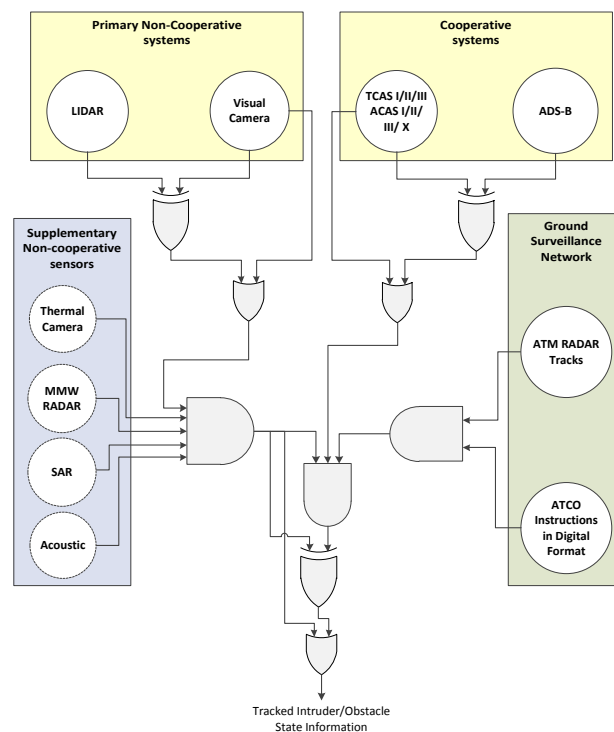 Primary Non-Cooperative
systems
LIDAR
Visual
Camera
Cooperative
systems
TCAS I/II/III
ACAS I/II/
III/ X
ADS-B
Supplementary
Non-cooperative
sensors
Thermal
Camera
MMW
RADAR
SAR
Acoustic
Ground
Surveillance
Network
ATM RADAR
Tracks
ATCO
Instructions
in Digital
Format
Tracked Intruder/Obstacle
State Information